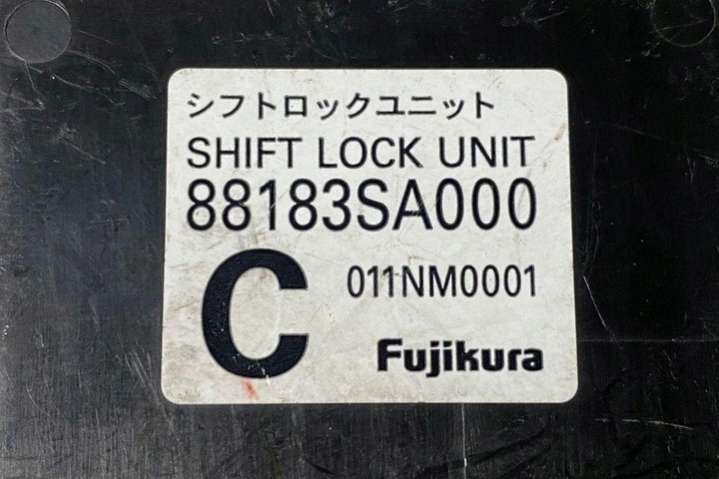 シフトロックユニット
SHIFT LOCK UNIT
88183SA000
C
011NM0001
Fujikura